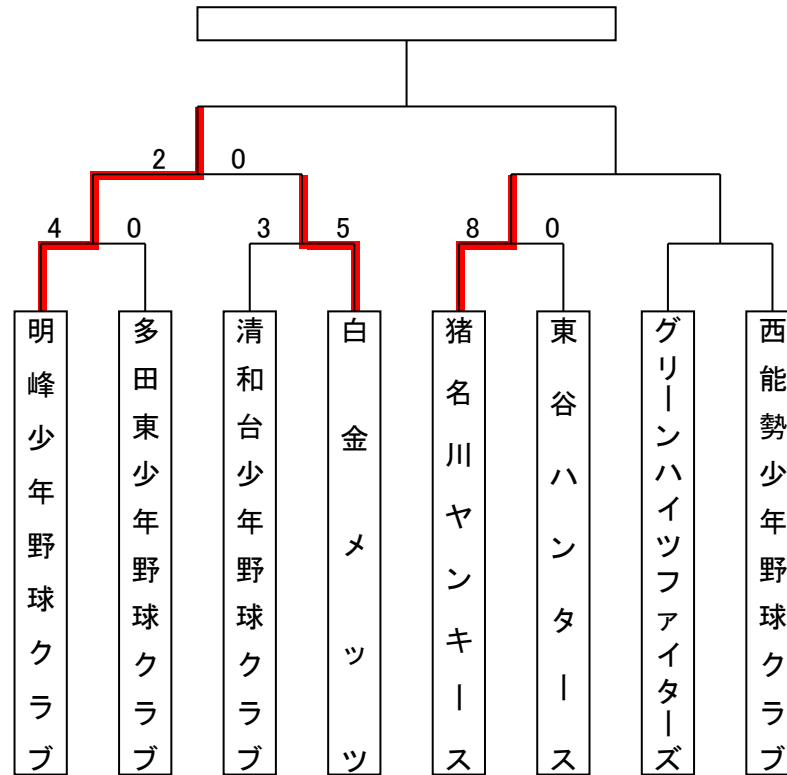 2 0
4 0 3 5 8 0
明峰少年野球クラブ
多田東少年野球クラブ
清和台少年野球クラブ
白金メッツ
猪名川ヤンキース
東谷ハンタース
グリーンハイツファイターズ
西能勢少年野球クラブ